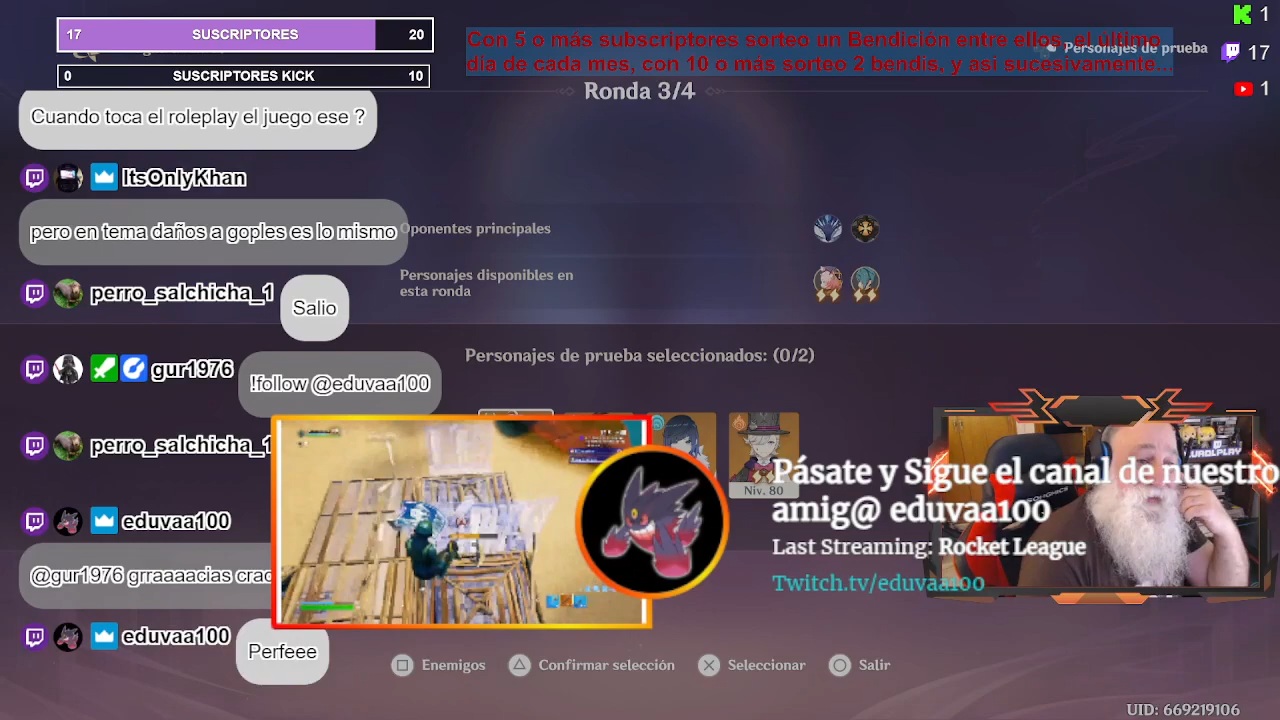 17 SUSCRIPTORES 20
0 SUSCRIPTORES KICK 10
Con 5 o más subscriptores sorteo un Bendición entre ellos, el último
día de cada mes, con 10 o más sorteo 2 bendis, y asi sucesivamente...
Personajes de prueba
1
17
1
Ronda 3/4
Cuando toca el roleplay el juego ese ?
ItsOnlyKhan
pero en tema daños a goples es lo mismo
Oponentes principales
Personajes disponibles en
esta ronda
perro_salchicha_1
Salio
Personajes de prueba seleccionados: (0/2)
gur1976
!follow @eduvaa100
perro_salchicha_1
Niv. 80
eduvaa100
@gur1976 grraaaacias crac
eduvaa100
Perfeee
Pásate y Sigue el canal de nuestro
amig@ eduvaa100
Last Streaming: Rocket League
Twitch.tv/eduvaa100
Enemigos
Confirmar selección
Seleccionar
Salir
UID: 669219106